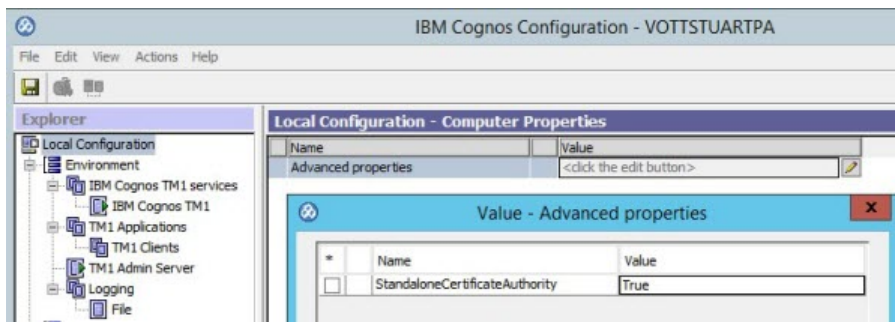 IBM Cognos Configuration - VOTTSTUARTPA
File Edit View Actions Help
Explorer
Local Configuration
Environment
IBM Cognos TM1 services
IBM Cognos TM1
TM1 Applications
TM1 Clients
TM1 Admin Server
Logging
File
Local Configuration - Computer Properties
Name Value
Advanced properties <click the edit button>
Value - Advanced properties
x
* Name Value
StandaloneCertificateAuthority True